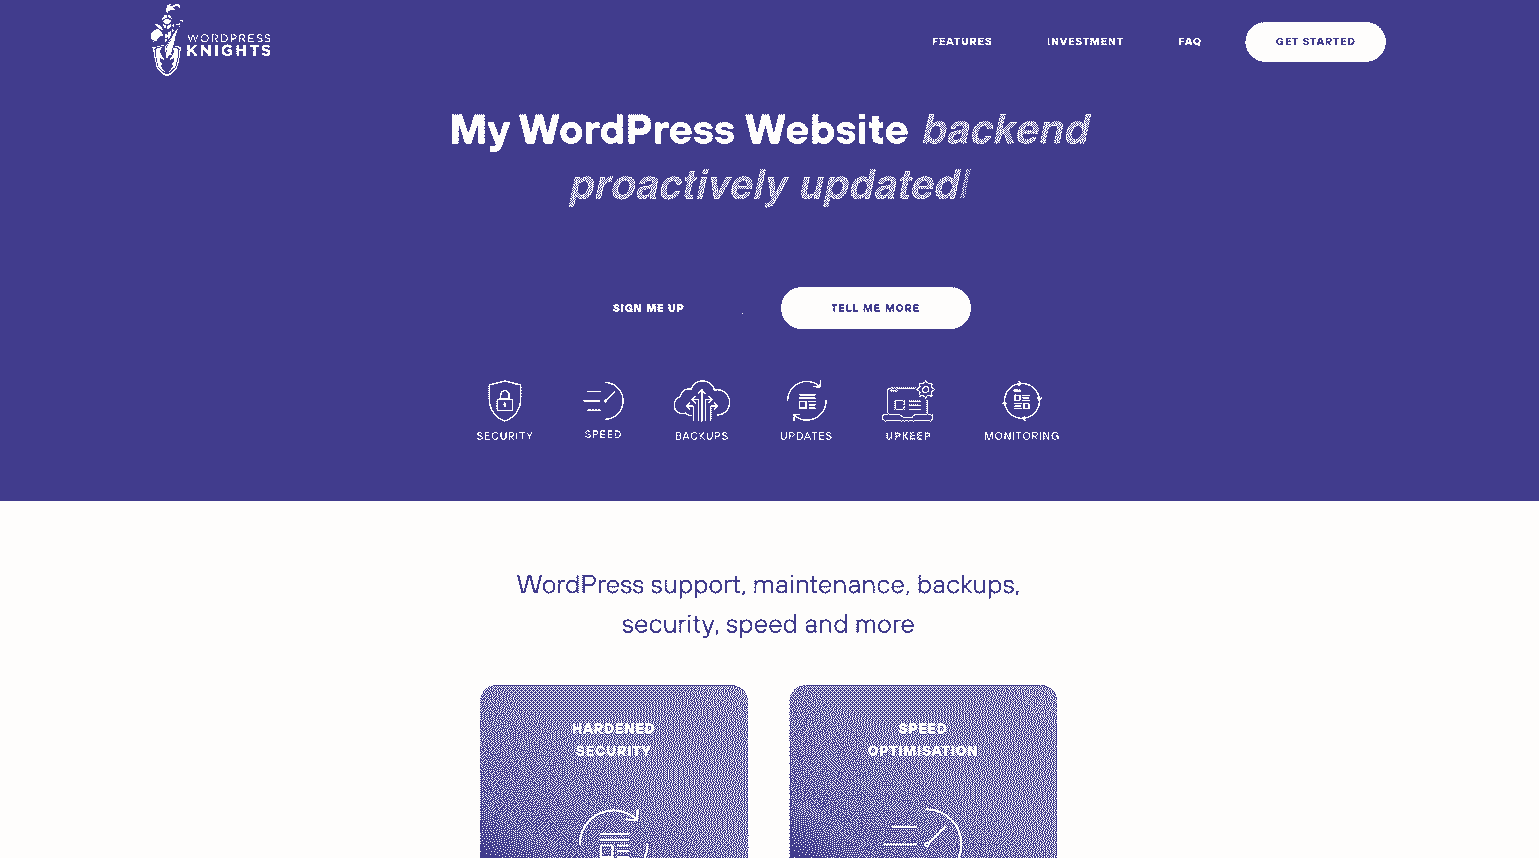 WORDPRESS
KNIGHTS
FEATURES
INVESTMENT
FAQ
GET STARTED
My WordPress Website backend
proactively updated
SIGN ME UP
TELL ME MORE
SECURITY
SPEED
BACKUPS
UPDATES
UPKEEP
MONITORING
WordPress support, maintenance, backups,
security, speed and more
HARDENED
SECURITY
SPEED
OPTIMISATION